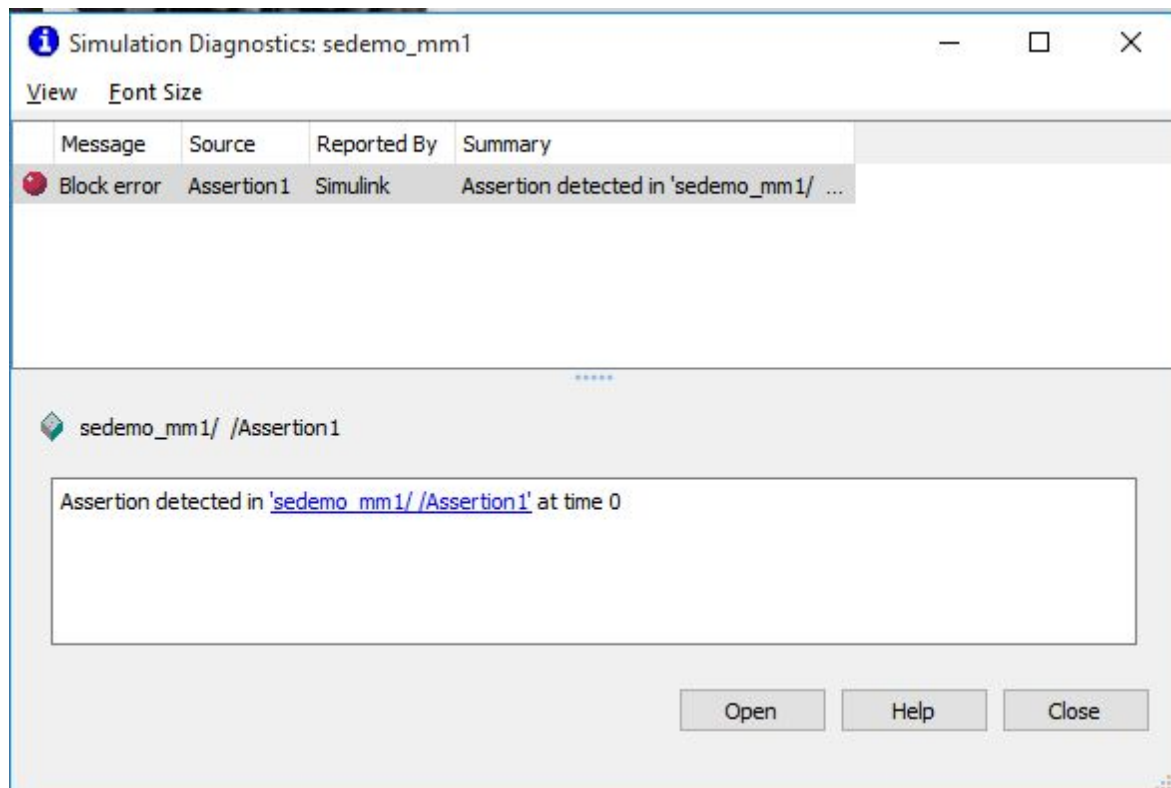 Simulation Diagnostics: sedemo_mm1
View Font Size
Message Source Reported By Summary
Block error Assertion1 Simulink Assertion detected in 'sedemo_mm1/ ...
sedemo_mm1/ /Assertion1
Assertion detected in 'sedemo_mm1/ /Assertion1' at time 0
Open Help Close